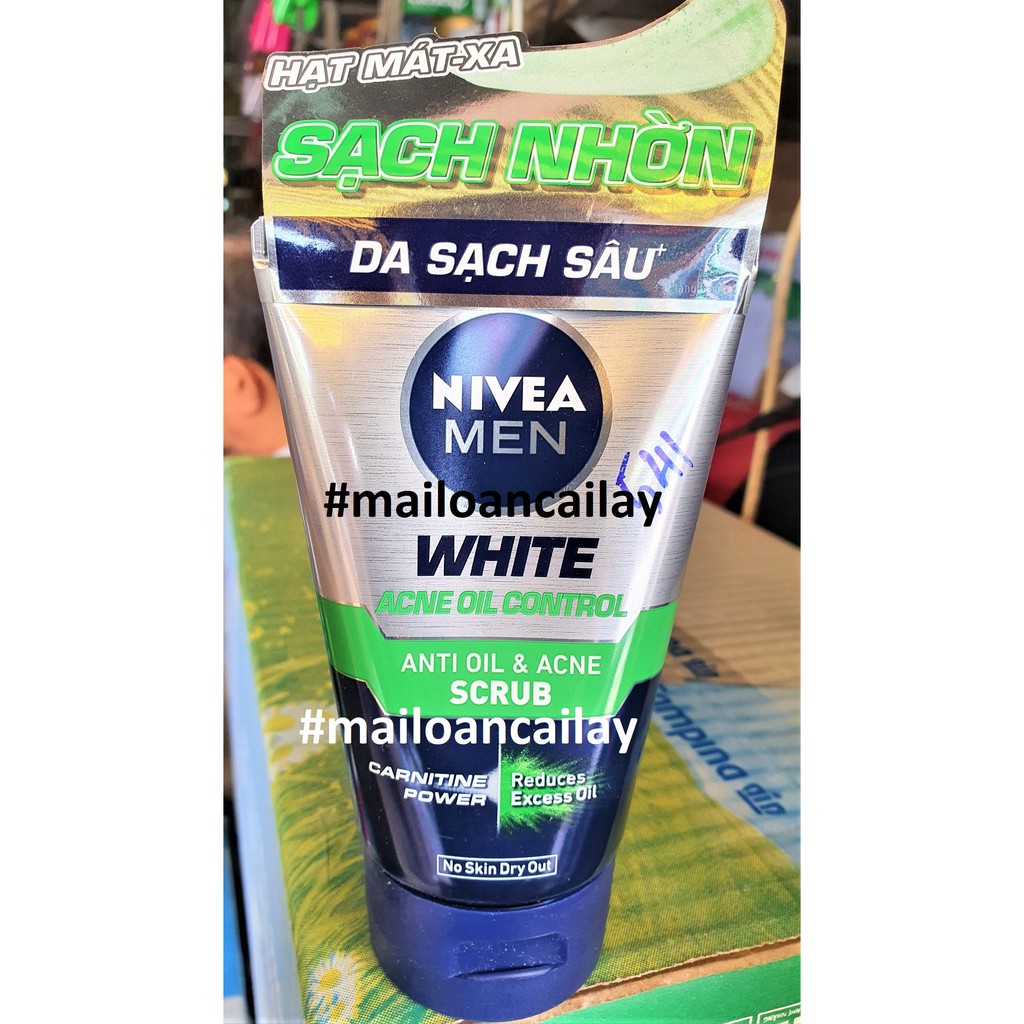 HẠT MÁT-XA
SẠCH NHỜN
DA SẠCH SÂU+
NIVEA
MEN
#mailoancailay
WHITE
ACNE OIL CONTROL
ANTI OIL & ACNE
SCRUB
#mailoancailay
CARNITINE
POWER
Reduces
Excess Oil
No Skin Dry Out